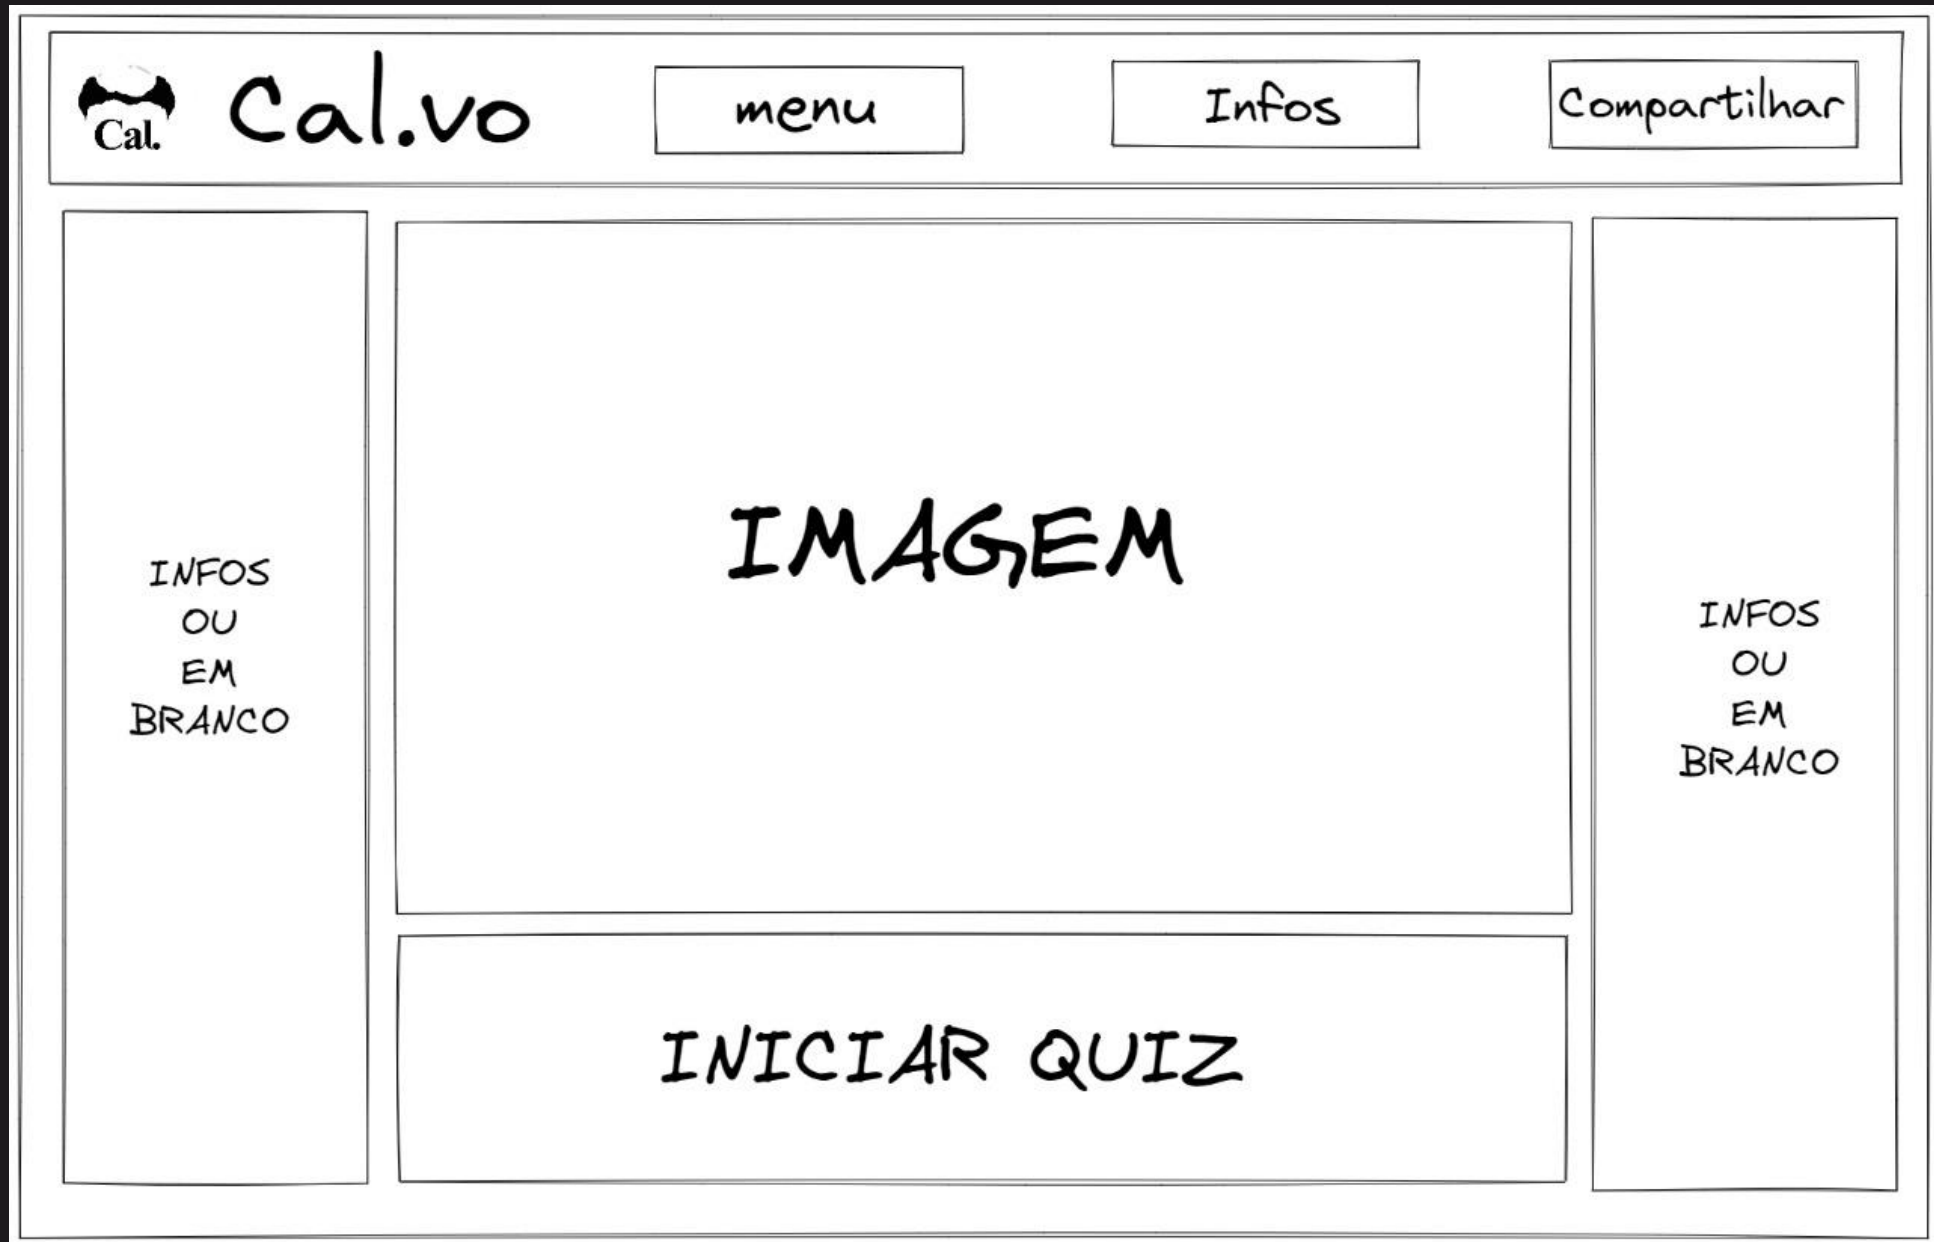 Cal.
Cal.vo
menu
Infos
Compartilhar
INFOS
OU
EM
BRANCO
IMAGEM
INICIAR QUIZ
INFOS
OU
EM
BRANCO